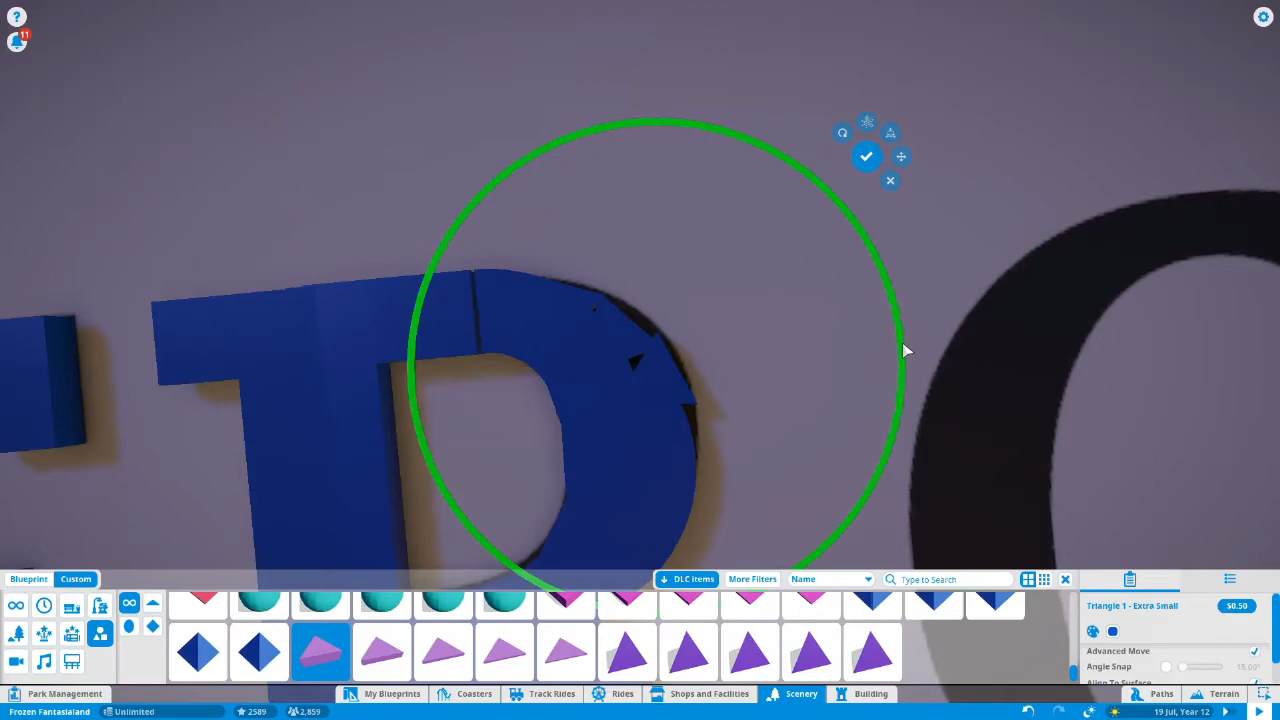 11
D
Blueprint
Custom
DLC items
More Filters
Name
Type to Search
Triangle 1 - Extra Small
$0.50
Advanced Move
Angle Snap
15.00°
Park Management
My Blueprints
Coasters
Track Rides
Rides
Shops and Facilities
Scenery
Building
Paths
Terrain
Frozen Fantasialand
Unlimited
2589
2,859
19 Jul, Year 12